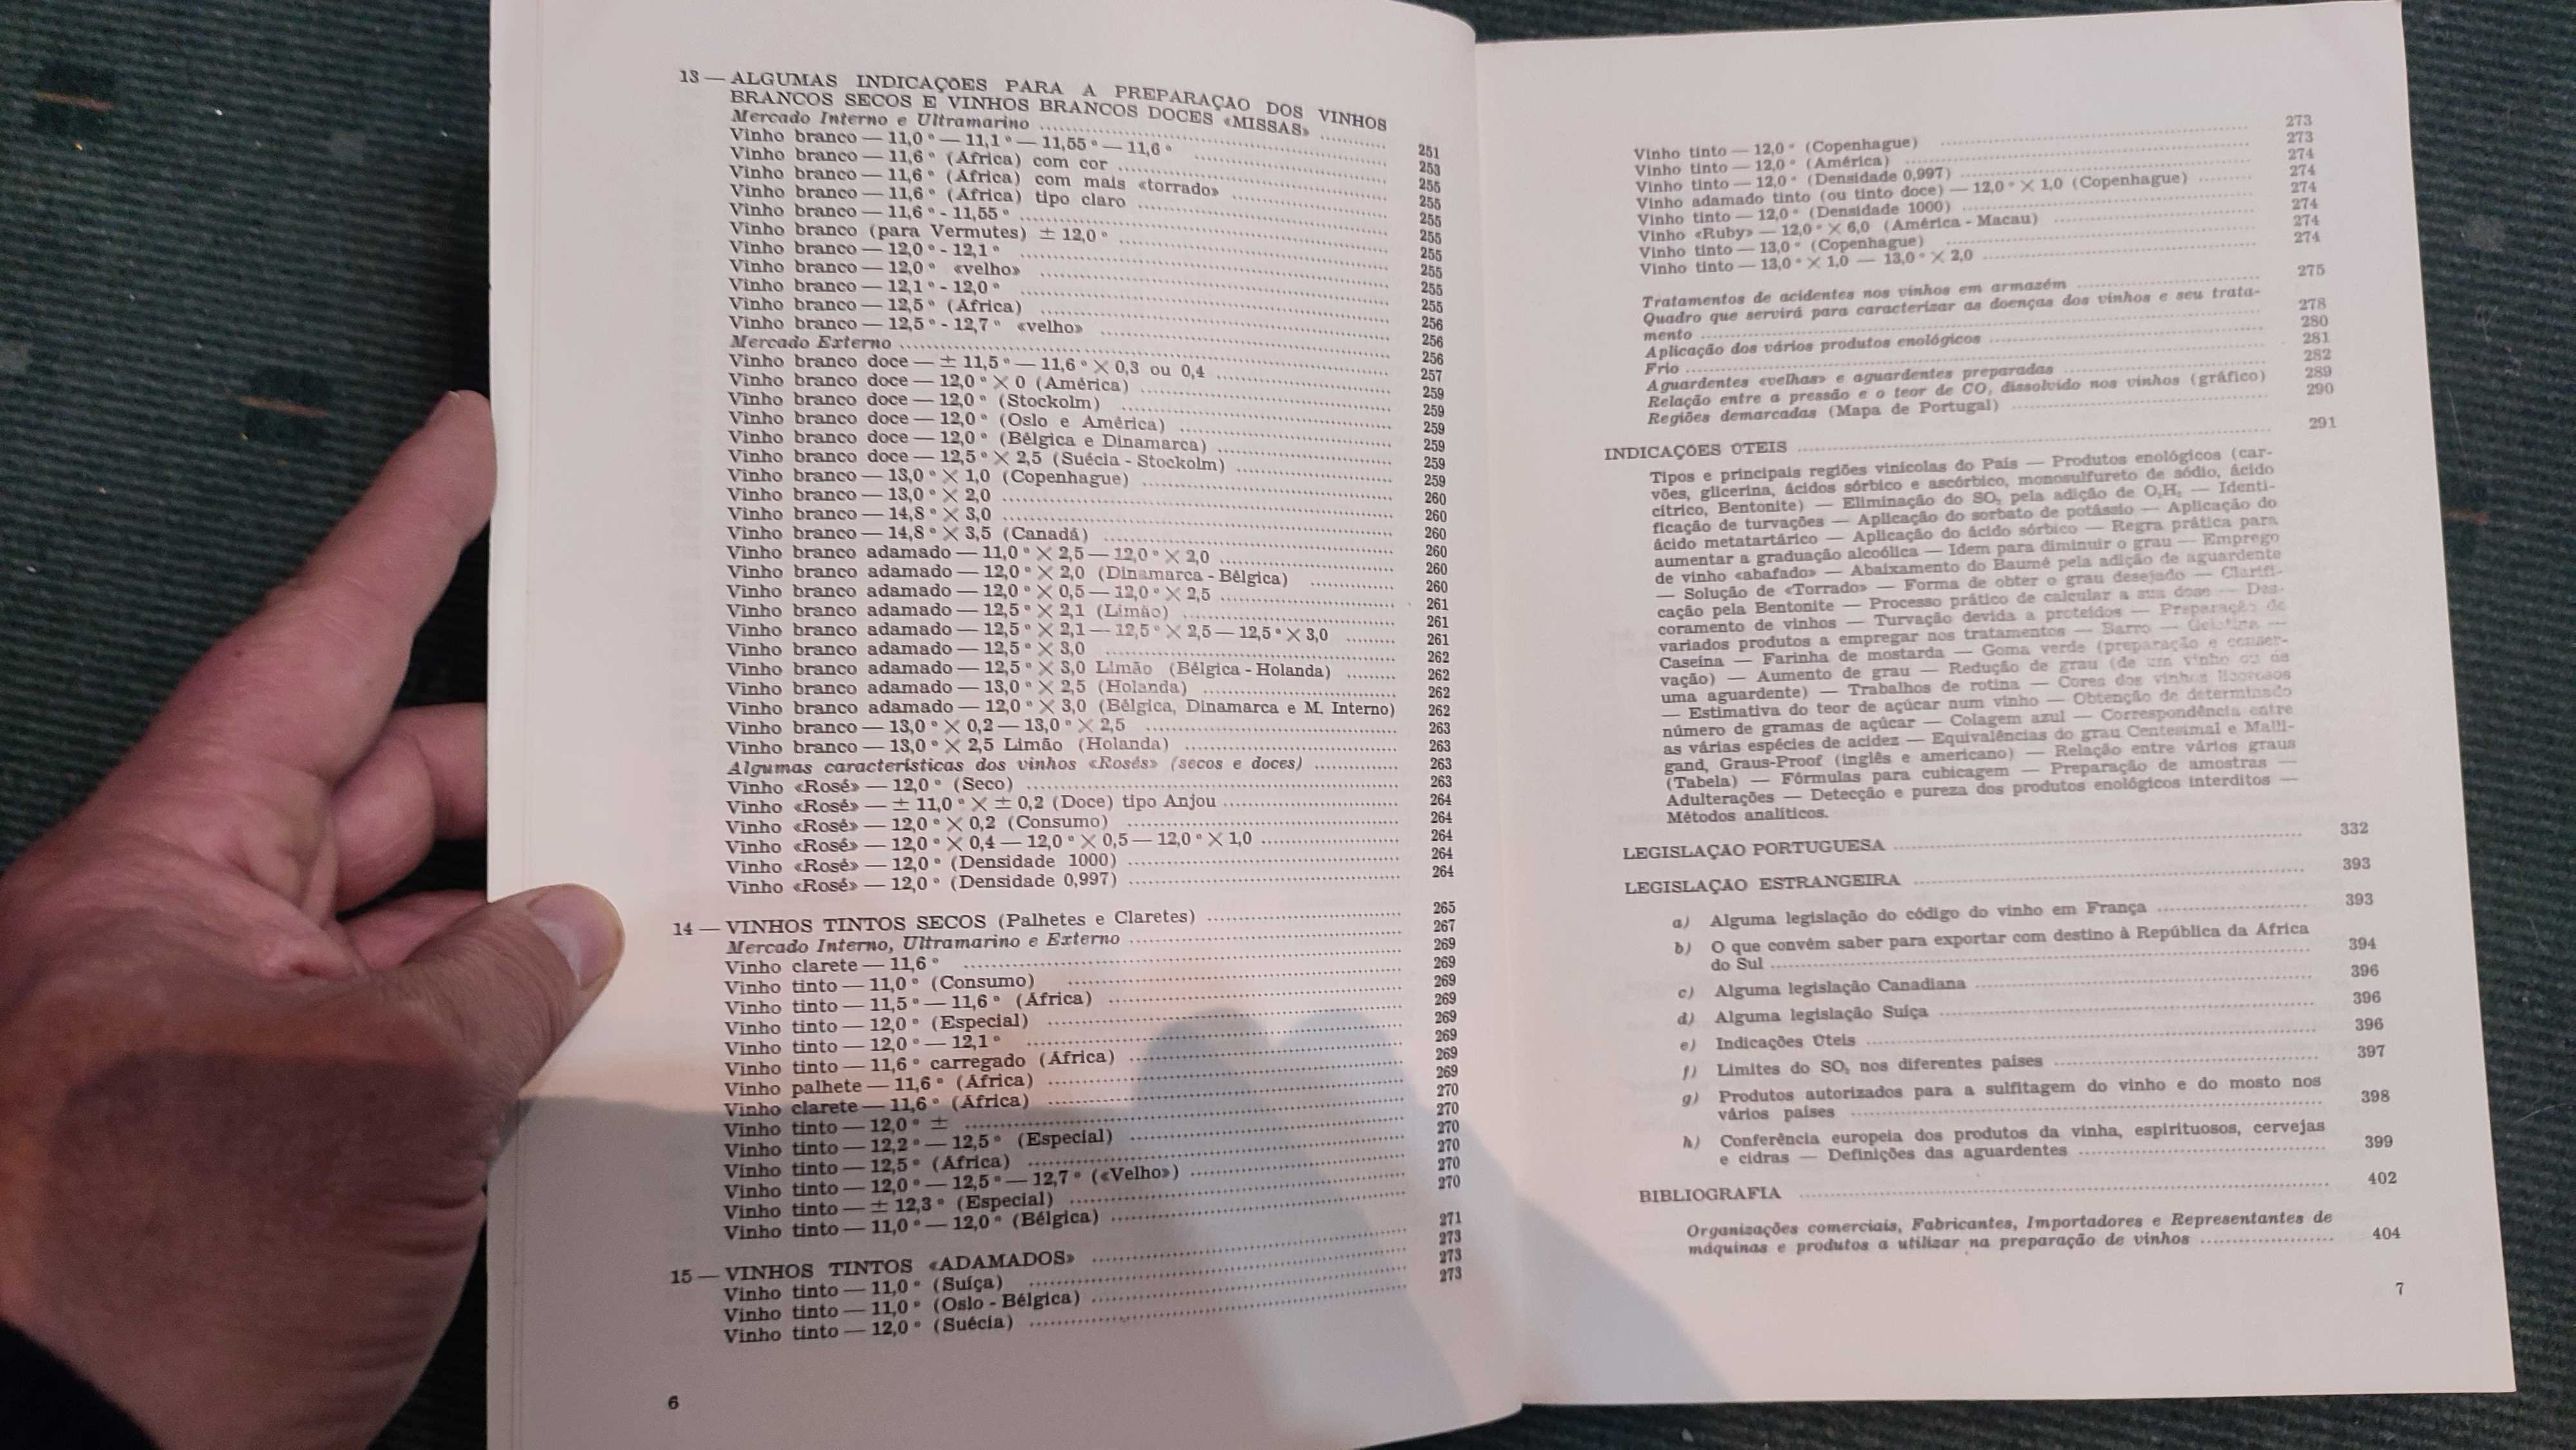 13 — ALGUMAS INDICAÇÕES PARA A PREPARAÇÃO DOS VINHOS
BRANCOS SECOS E VINHOS BRANCOS DOCES «MISSAS» ........ 251
Mercado Interno e Ultramarino ........ 253
Vinho branco — 11,0 º — 11,1 º — 11,55 º — 11,6 º ........ 255
Vinho branco — 11,6 º (África) com cor ........ 255
Vinho branco — 11,6 º (África) com mais «torrado» ........ 255
Vinho branco — 11,6 º (África) tipo claro ........ 255
Vinho branco — 11,6 º - 11,55 º ........ 255
Vinho branco (para Vermutes) ± 12,0 º ........ 255
Vinho branco — 12,0 º - 12,1 º ........ 255
Vinho branco — 12,0 º «velho» ........ 255
Vinho branco — 12,1 º - 12,0 º ........ 256
Vinho branco — 12,5 º (África) ........ 256
Vinho branco — 12,5 º - 12,7 º «velho» ........ 256
Mercado Externo ........ 257
Vinho branco doce — ± 11,5 º — 11,6 º × 0,3 ou 0,4 ........ 259
Vinho branco doce — 12,0 º × 0 (América) ........ 259
Vinho branco doce — 12,0 º (Stockolm) ........ 259
Vinho branco doce — 12,0 º (Oslo e América) ........ 259
Vinho branco doce — 12,0 º (Bélgica e Dinamarca) ........ 259
Vinho branco doce — 12,5 º × 2,5 (Suécia - Stockolm) ........ 259
Vinho branco — 13,0 º × 1,0 (Copenhague) ........ 260
Vinho branco — 13,0 º × 2,0 ........ 260
Vinho branco — 14,8 º × 3,0 ........ 260
Vinho branco — 14,8 º × 3,5 (Canadá) ........ 260
Vinho branco adamado — 11,0 º × 2,5 — 12,0 º × 2,0 ........ 260
Vinho branco adamado — 12,0 º × 2,0 (Dinamarca - Bélgica) ........ 260
Vinho branco adamado — 12,0 º × 0,5 — 12,0 º × 2,5 ........ 261
Vinho branco adamado — 12,5 º × 2,1 (Limão) ........ 261
Vinho branco adamado — 12,5 º × 2,1 — 12,5 º × 2,5 — 12,5 º × 3,0 ........ 261
Vinho branco adamado — 12,5 º × 3,0 ........ 262
Vinho branco adamado — 12,5 º × 3,0 Limão (Bélgica - Holanda) ........ 262
Vinho branco adamado — 13,0 º × 2,5 (Holanda) ........ 262
Vinho branco adamado — 12,0 º × 3,0 (Bélgica, Dinamarca e M. Interno) 262
Vinho branco — 13,0 º × 0,2 — 13,0 º × 2,5 ........ 263
Vinho branco — 13,0 º × 2,5 Limão (Holanda) ........ 263
Algumas características dos vinhos «Rosés» (secos e doces) ........ 263
Vinho «Rosé» — 12,0 º (Seco) ........ 263
Vinho «Rosé» — ± 11,0 º × ± 0,2 (Doce) tipo Anjou ........ 264
Vinho «Rosé» — 12,0 º × 0,2 (Consumo) ........ 264
Vinho «Rosé» — 12,0 º × 0,4 — 12,0 º × 0,5 — 12,0 º × 1,0 ........ 264
Vinho «Rosé» — 12,0 º (Densidade 1000) ........ 264
Vinho «Rosé» — 12,0 º (Densidade 0,997) ........ 264
14 — VINHOS TINTOS SECOS (Palhetes e Claretes) ........ 265
Mercado Interno, Ultramarino e Externo ........ 267
Vinho clarete — 11,6 º ........ 269
Vinho tinto — 11,0 º (Consumo) ........ 269
Vinho tinto — 11,5 º — 11,6 º (África) ........ 269
Vinho tinto — 12,0 º (Especial) ........ 269
Vinho tinto — 12,0 º — 12,1 º ........ 269
Vinho tinto — 11,6 º carregado (África) ........ 269
Vinho palhete — 11,6 º (África) ........ 269
Vinho clarete — 11,6 º (África) ........ 269
Vinho tinto — 12,0 º ± ........ 270
Vinho tinto — 12,2 º — 12,5 º (Especial) ........ 270
Vinho tinto — 12,5 º (África) ........ 270
Vinho tinto — 12,0 º — 12,5 º — 12,7 º («Velho») ........ 270
Vinho tinto — ± 12,3 º (Especial) ........ 270
Vinho tinto — 11,0 º — 12,0 º (Bélgica) ........ 270
15 — VINHOS TINTOS «ADAMADOS» ........ 271
Vinho tinto — 11,0 º (Suíça) ........ 273
Vinho tinto — 11,0 º (Oslo - Bélgica) ........ 273
Vinho tinto — 12,0 º (Suécia) ........ 273
6
Vinho tinto — 12,0 º (Copenhague) ........ 273
Vinho tinto — 12,0 º (América) ........ 273
Vinho tinto — 12,0 º (Densidade 0,997) ........ 274
Vinho adamado tinto (ou tinto doce) — 12,0 º × 1,0 (Copenhague) ........ 274
Vinho tinto — 12,0 º (Densidade 1000) ........ 274
Vinho «Ruby» — 12,0 º × 6,0 (América - Macau) ........ 274
Vinho tinto — 13,0 º (Copenhague) ........ 274
Vinho tinto — 13,0 º × 1,0 — 13,0 º × 2,0 ........ 274
Tratamentos de acidentes nos vinhos em armazém ........ 275
Quadro que servirá para caracterizar as doenças dos vinhos e seu trata-
mento ........ 278
Aplicação dos vários produtos enológicos ........ 280
Frio ........ 281
Aguardentes «velhas» e aguardentes preparadas ........ 282
Relação entre a pressão e o teor de CO2 dissolvido nos vinhos (gráfico) 289
Regiões demarcadas (Mapa de Portugal) ........ 290
INDICAÇÕES ÚTEIS ........ 291
Tipos e principais regiões vinícolas do País — Produtos enológicos (car-
vões, glicerina, ácidos sórbico e ascórbico, monosulfureto de sódio, ácido
cítrico, Bentonite) — Eliminação do SO2 pela adição de O2H2 — Identi-
ficação de turvações — Aplicação do sorbato de potássio — Aplicação do
ácido metatartárico — Aplicação do ácido sórbico — Regra prática para
aumentar a graduação alcoólica — Idem para diminuir o grau — Emprego
de vinho «abafado» — Abaixamento do Baumé pela adição de aguardente
— Solução de «Torrado» — Forma de obter o grau desejado — Clarifi-
cação pela Bentonite — Processo prático de calcular a sua dose — Des-
coramento de vinhos — Turvação devida a proteídos — Preparação de
variados produtos a empregar nos tratamentos — Barro — Gelatina —
Caseína — Farinha de mostarda — Goma verde (preparação e conser-
vação) — Aumento de grau — Redução de grau (de um vinho ou de
uma aguardente) — Trabalhos de rotina — Cores dos vinhos licorosos
— Estimativa do teor de açúcar num vinho — Obtenção de determinado
número de gramas de açúcar — Colagem azul — Correspondência entre
as várias espécies de acidez — Equivalências do grau Centesimal e Malli-
gand, Graus-Proof (inglês e americano) — Relação entre vários graus
(Tabela) — Fórmulas para cubicagem — Preparação de amostras —
Adulterações — Detecção e pureza dos produtos enológicos interditos —
Métodos analíticos.
LEGISLAÇÃO PORTUGUESA ........ 332
LEGISLAÇÃO ESTRANGEIRA ........ 393
a) Alguma legislação do código do vinho em França ........ 393
b) O que convém saber para exportar com destino à República da África
do Sul ........ 394
c) Alguma legislação Canadiana ........ 396
d) Alguma legislação Suíça ........ 396
e) Indicações Úteis ........ 396
f) Limites do SO2 nos diferentes países ........ 397
g) Produtos autorizados para a sulfitagem do vinho e do mosto nos
vários países ........ 398
h) Conferência europeia dos produtos da vinha, espirituosos, cervejas
e cidras — Definições das aguardentes ........ 399
BIBLIOGRAFIA ........ 402
Organizações comerciais, Fabricantes, Importadores e Representantes de
máquinas e produtos a utilizar na preparação de vinhos ........ 404
7